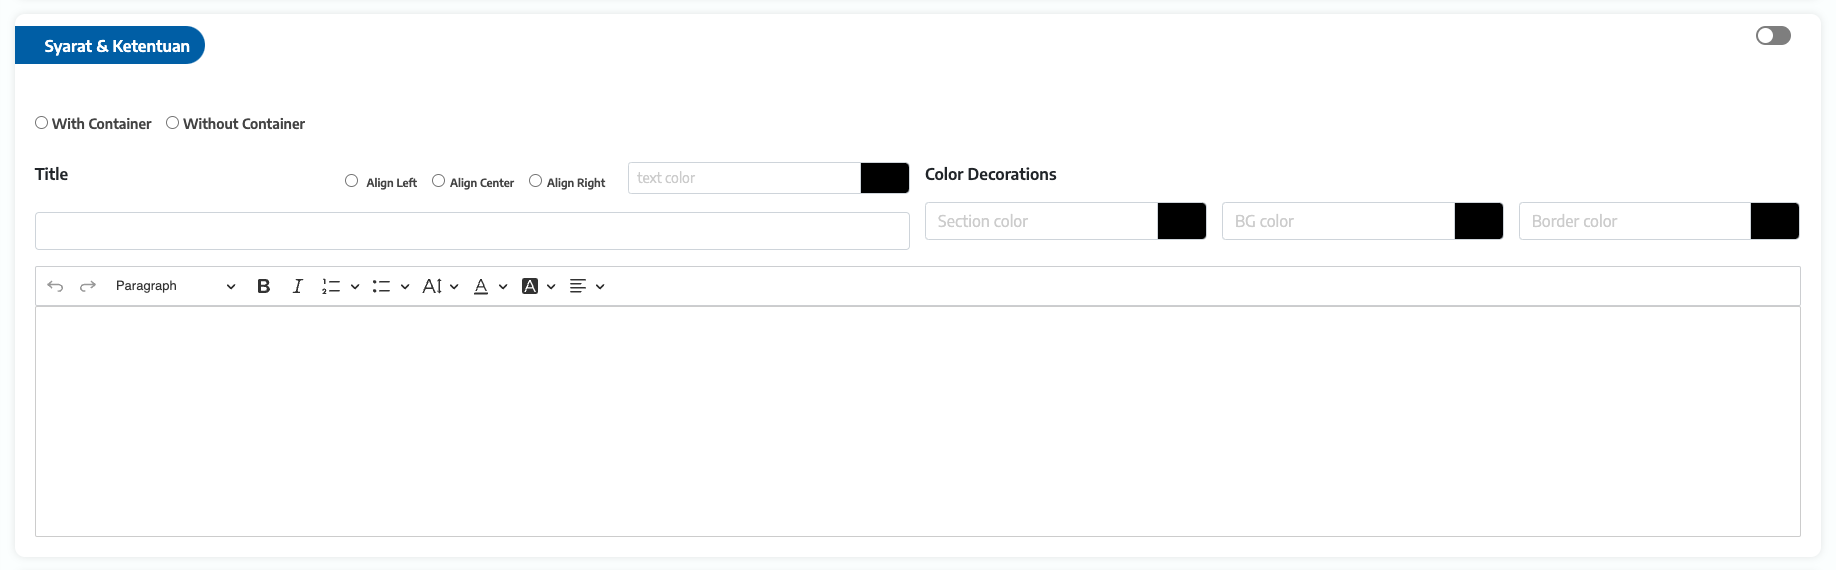 Syarat & Ketentuan
With Container Without Container
Title Align Left Align Center Align Right text color Color Decorations
Section color BG color Border color
Paragraph